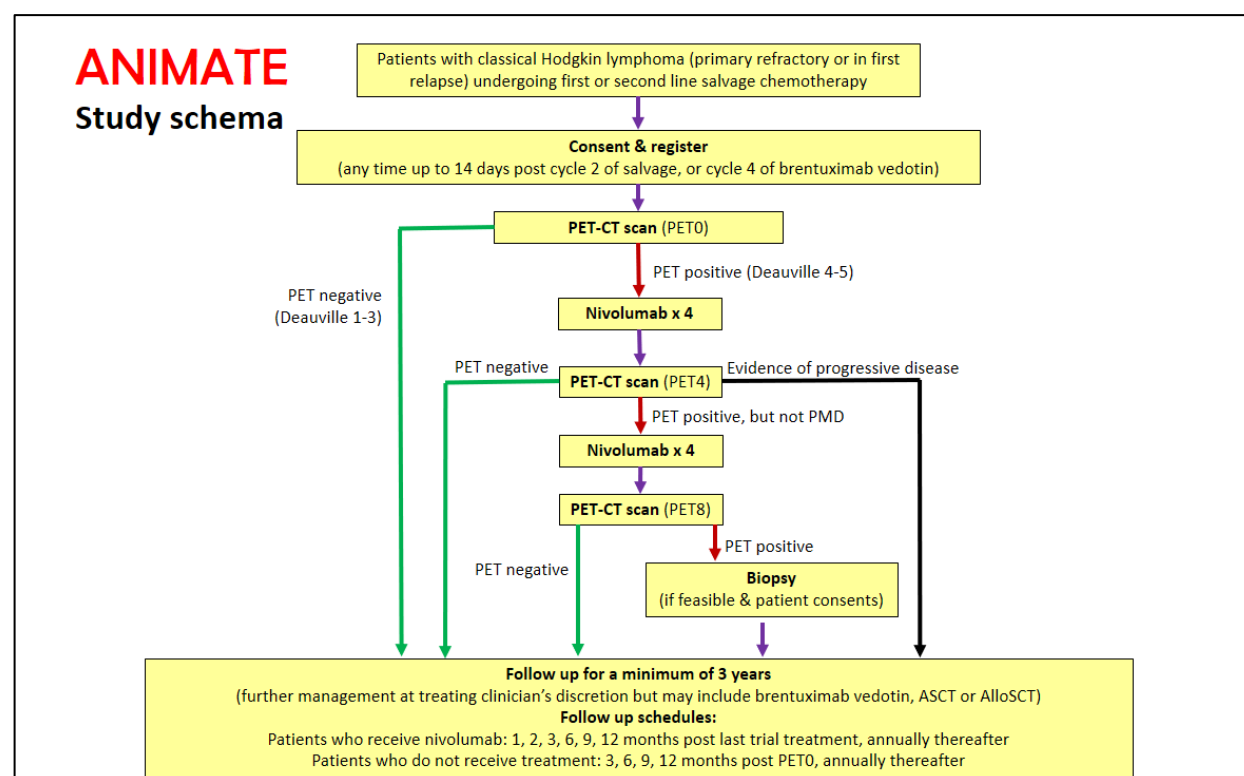 ANIMATE
Study schema
Patients with classical Hodgkin lymphoma (primary refractory or in first
relapse) undergoing first or second line salvage chemotherapy
Consent & register
(any time up to 14 days post cycle 2 of salvage, or cycle 4 of brentuximab vedotin)
PET-CT scan (PET0)
PET positive (Deauville 4-5)
PET negative
(Deauville 1-3)
Nivolumab x 4
PET negative
PET-CT scan (PET4)
Evidence of progressive disease
PET positive, but not PMD
Nivolumab x 4
PET-CT scan (PET8)
PET positive
PET negative
Biopsy
(if feasible & patient consents)
Follow up for a minimum of 3 years
(further management at treating clinician's discretion but may include brentuximab vedotin, ASCT or AlloSCT)
Follow up schedules:
Patients who receive nivolumab: 1, 2, 3, 6, 9, 12 months post last trial treatment, annually thereafter
Patients who do not receive treatment: 3, 6, 9, 12 months post PET0, annually thereafter